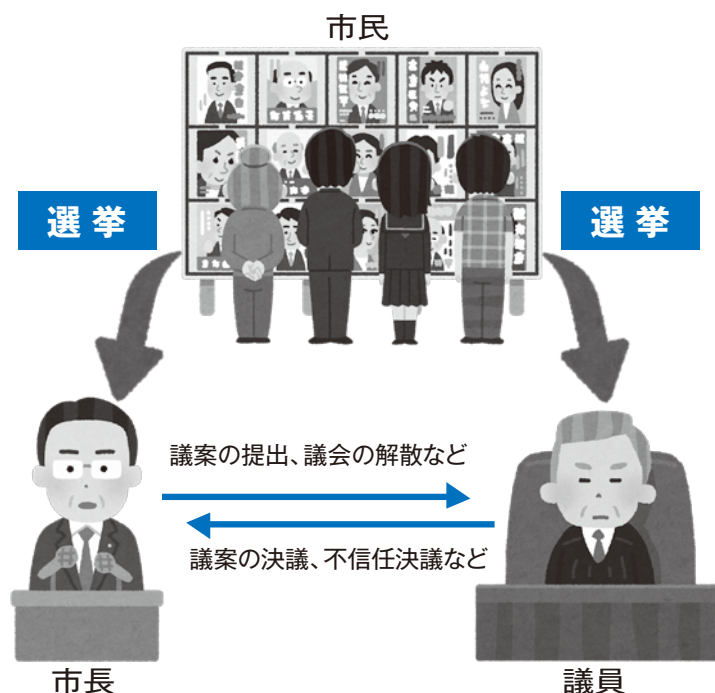 市民
選挙
選挙
議案の提出、議会の解散など
議案の決議、不信任決議など
市長
議員